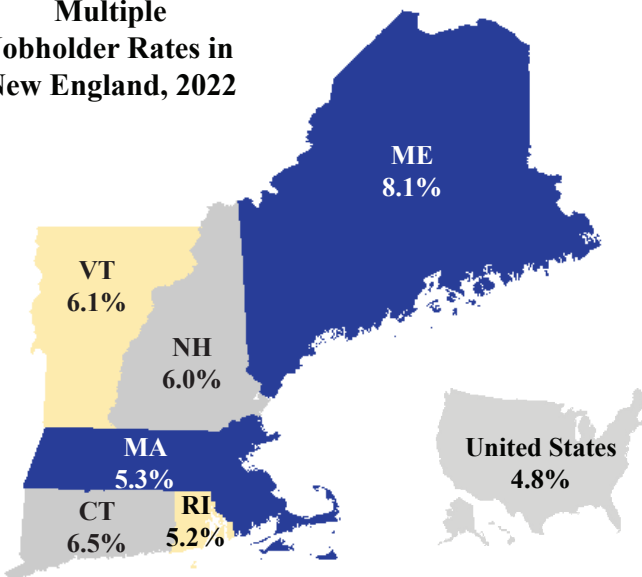 Multiple
Jobholder Rates in
New England, 2022
ME
8.1%
VT
6.1%
NH
6.0%
MA
5.3%
United States
4.8%
CT
6.5%
RI
5.2%